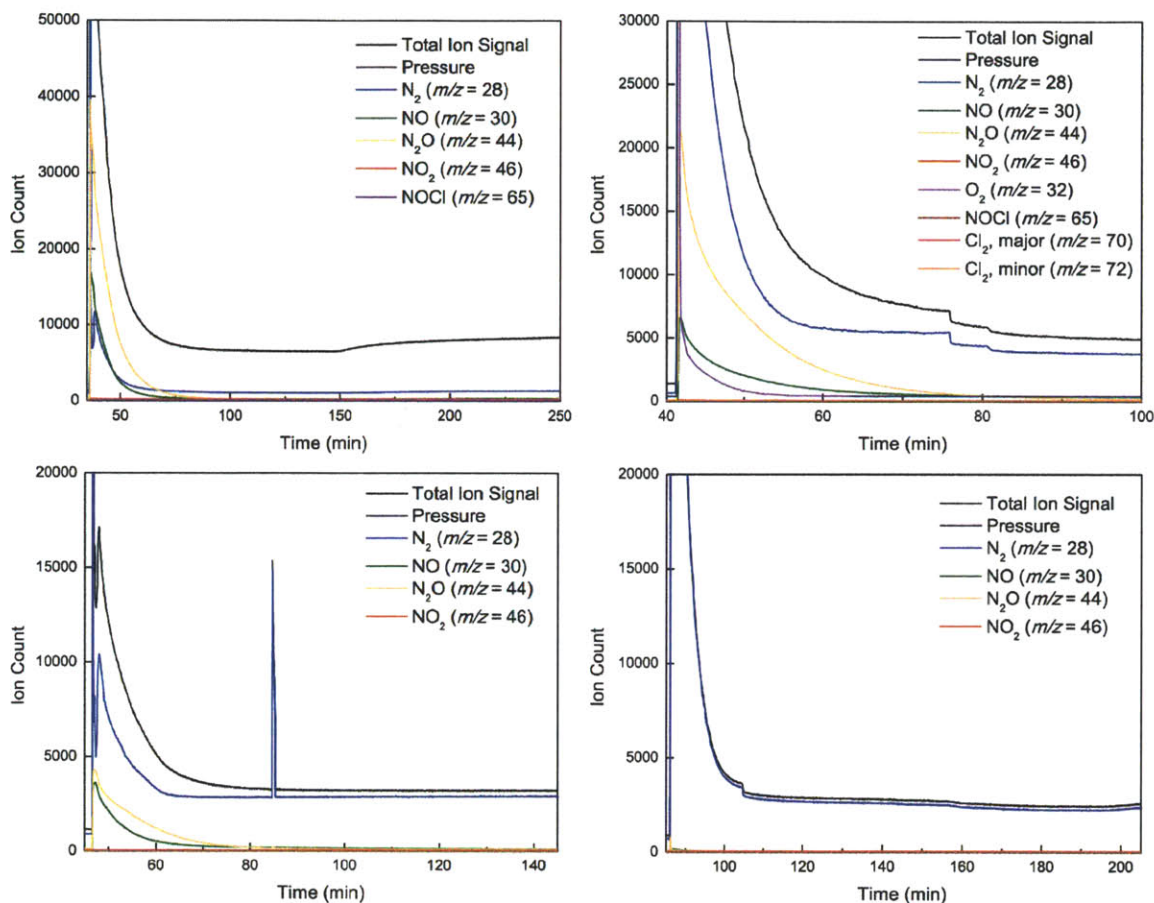 50000
40000
30000
20000
10000
0
Ion Count
50
100
150
200
250
Time (min)
Total Ion Signal
Pressure
N₂ (m/z = 28)
NO (m/z = 30)
N₂O (m/z = 44)
NO₂ (m/z = 46)
NOCl (m/z = 65)
30000
25000
20000
15000
10000
5000
0
Ion Count
40
60
80
100
Time (min)
Total Ion Signal
Pressure
N₂ (m/z = 28)
NO (m/z = 30)
N₂O (m/z = 44)
NO₂ (m/z = 46)
O₂ (m/z = 32)
NOCl (m/z = 65)
Cl₂, major (m/z = 70)
Cl₂, minor (m/z = 72)
20000
15000
10000
5000
0
Ion Count
60
80
100
120
140
Time (min)
Total Ion Signal
Pressure
N₂ (m/z = 28)
NO (m/z = 30)
N₂O (m/z = 44)
NO₂ (m/z = 46)
20000
15000
10000
5000
0
Ion Count
100
120
140
160
180
200
Time (min)
Total Ion Signal
Pressure
N₂ (m/z = 28)
NO (m/z = 30)
N₂O (m/z = 44)
NO₂ (m/z = 46)